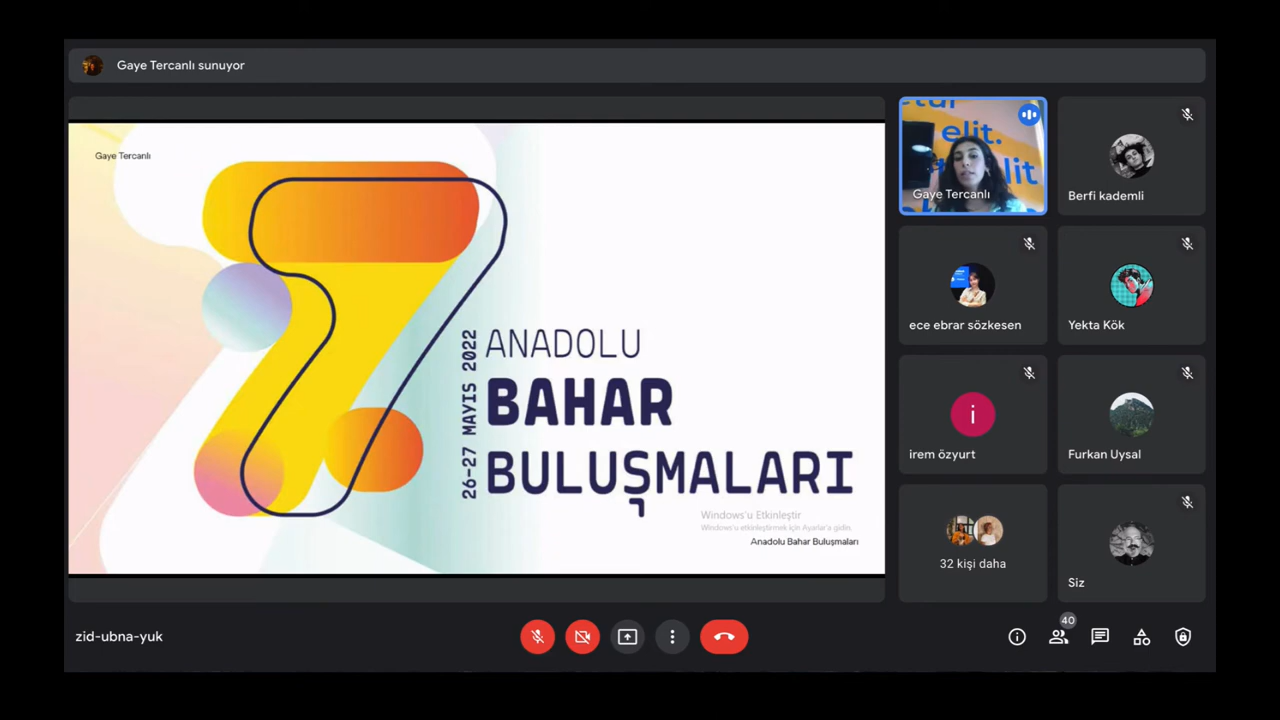 Gaye Tercanlı sunuyor
Gaye Tercanlı
7.
26-27 MAYIS 2022
ANADOLU
BAHAR
BULUŞMALARI
Windows'u Etkinleştir
Windows'u etkinleştirmek için Ayarlar'a gidin.
Anadolu Bahar Buluşmaları
elit.
Gaye Tercanlı
Berfi kademli
ece ebrar sözkesen
Yekta Kök
i
irem özyurt
Furkan Uysal
32 kişi daha
Siz
zid-ubna-yuk
40